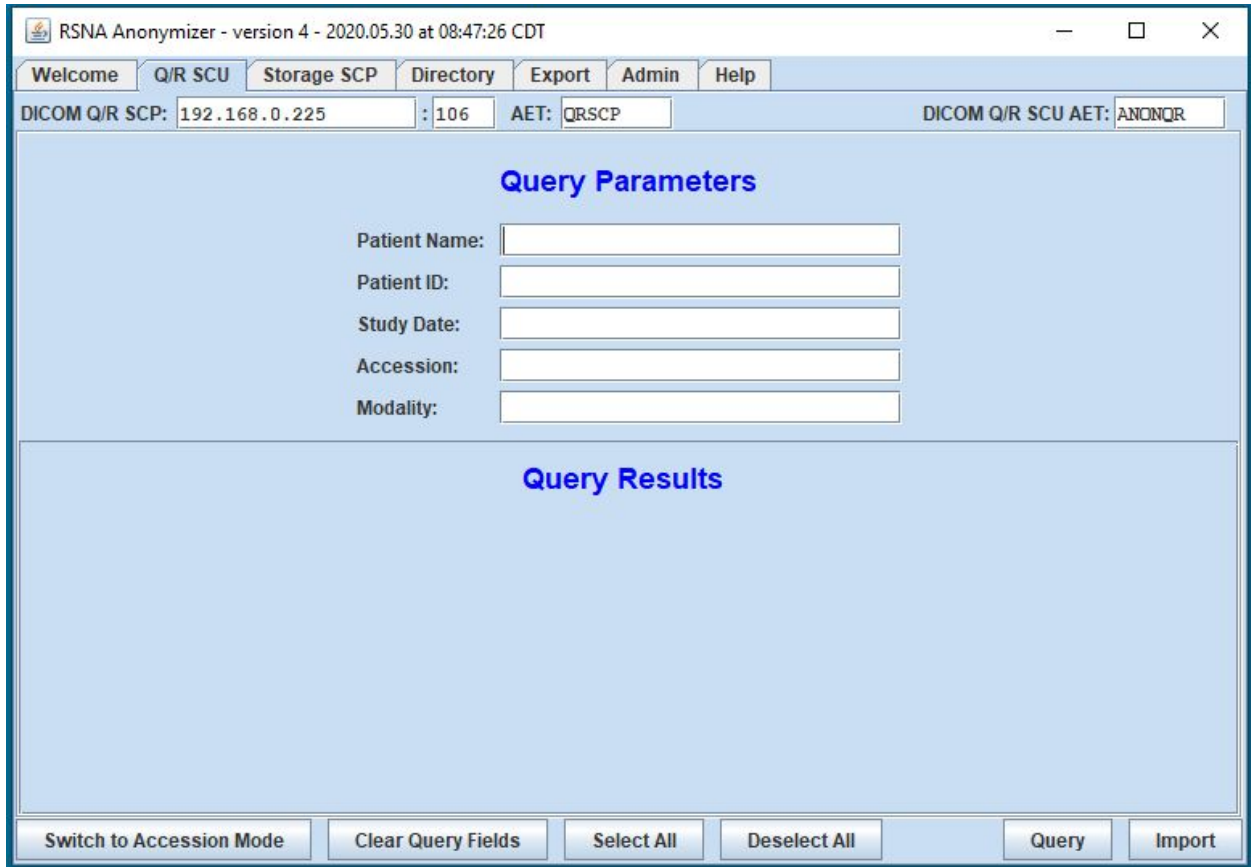 RSNA Anonymizer - version 4 - 2020.05.30 at 08:47:26 CDT
Welcome Q/R SCU Storage SCP Directory Export Admin Help
DICOM Q/R SCP: 192.168.0.225 : 106 AET: QRSCP DICOM Q/R SCU AET: ANONQR
Query Parameters
Patient Name:
Patient ID:
Study Date:
Accession:
Modality:
Query Results
Switch to Accession Mode Clear Query Fields Select All Deselect All Query Import